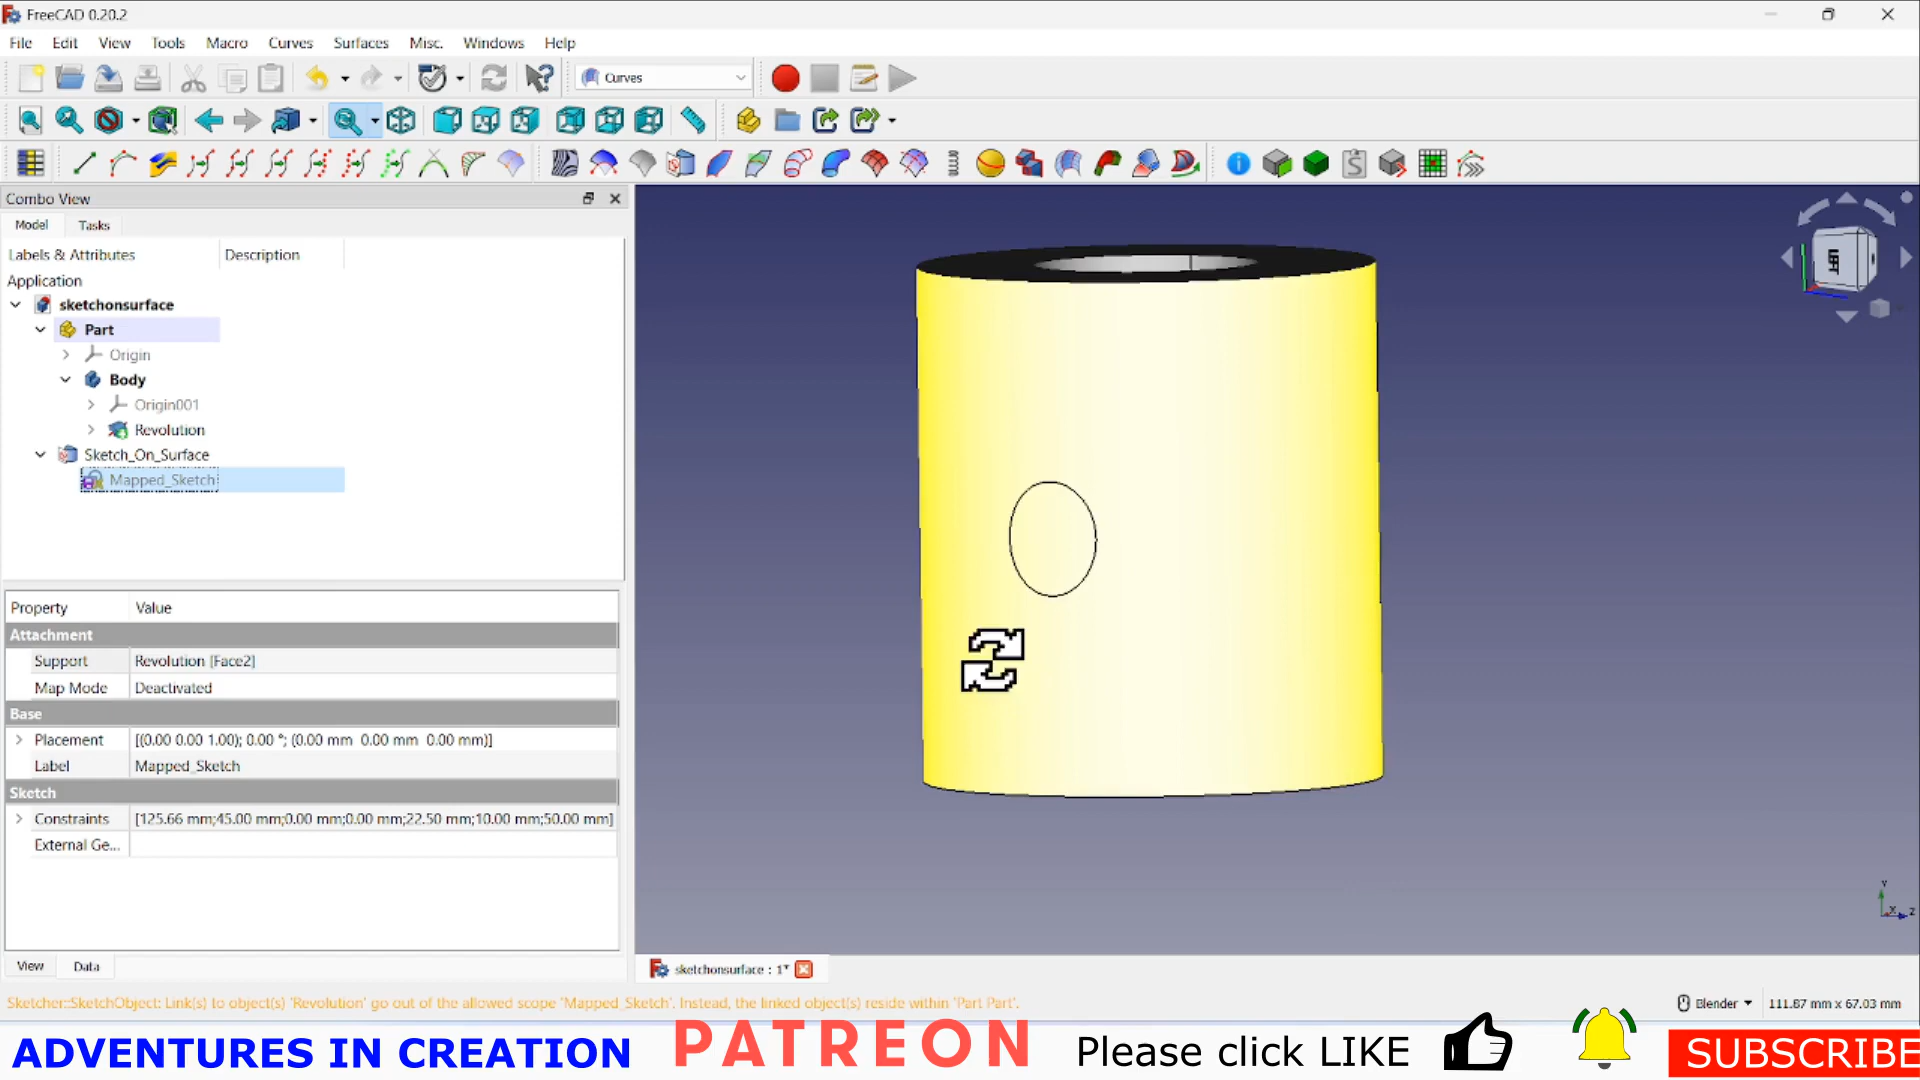 FreeCAD 0.20.2
File Edit View Tools Macro Curves Surfaces Misc. Windows Help
Curves
Combo View
Model Tasks
Labels & Attributes Description
Application
sketchonsurface
Part
Origin
Body
Origin001
Revolution
Sketch_On_Surface
Mapped_Sketch
Property Value
Attachment
Support Revolution [Face2]
Map Mode Deactivated
Base
Placement [(0.00 0.00 1.00); 0.00 °; (0.00 mm 0.00 mm 0.00 mm)]
Label Mapped_Sketch
Sketch
Constraints [125.66 mm;45.00 mm;0.00 mm;0.00 mm;22.50 mm;10.00 mm;50.00 mm]
External Ge...
View Data
Y
X
Z
sketchonsurface : 1*
Sketcher::SketchObject: Link(s) to object(s) 'Revolution' go out of the allowed scope 'Mapped_Sketch'. Instead, the linked object(s) reside within 'Part Part'.
Blender 111.87 mm x 67.03 mm
ADVENTURES IN CREATION PATREON Please click LIKE SUBSCRIBE